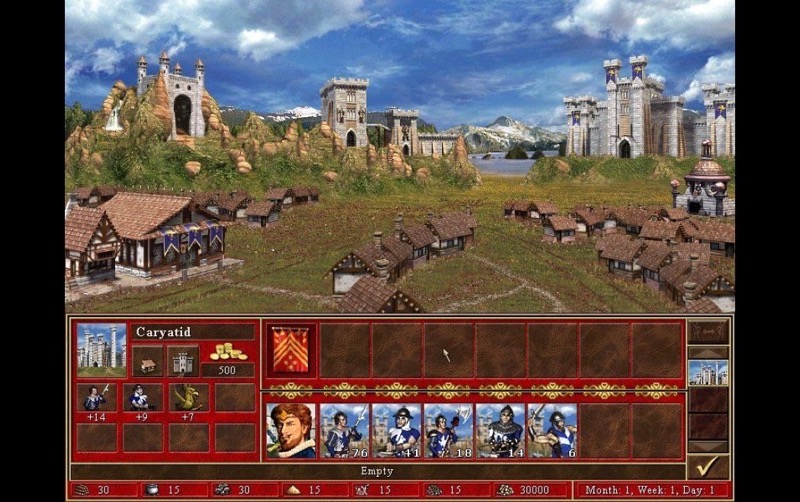 Caryatid
500
+14 +9 +7
76 41 18 14 6
Empty
30 15 30 15 15 15 30000 Month: 1, Week: 1, Day: 1